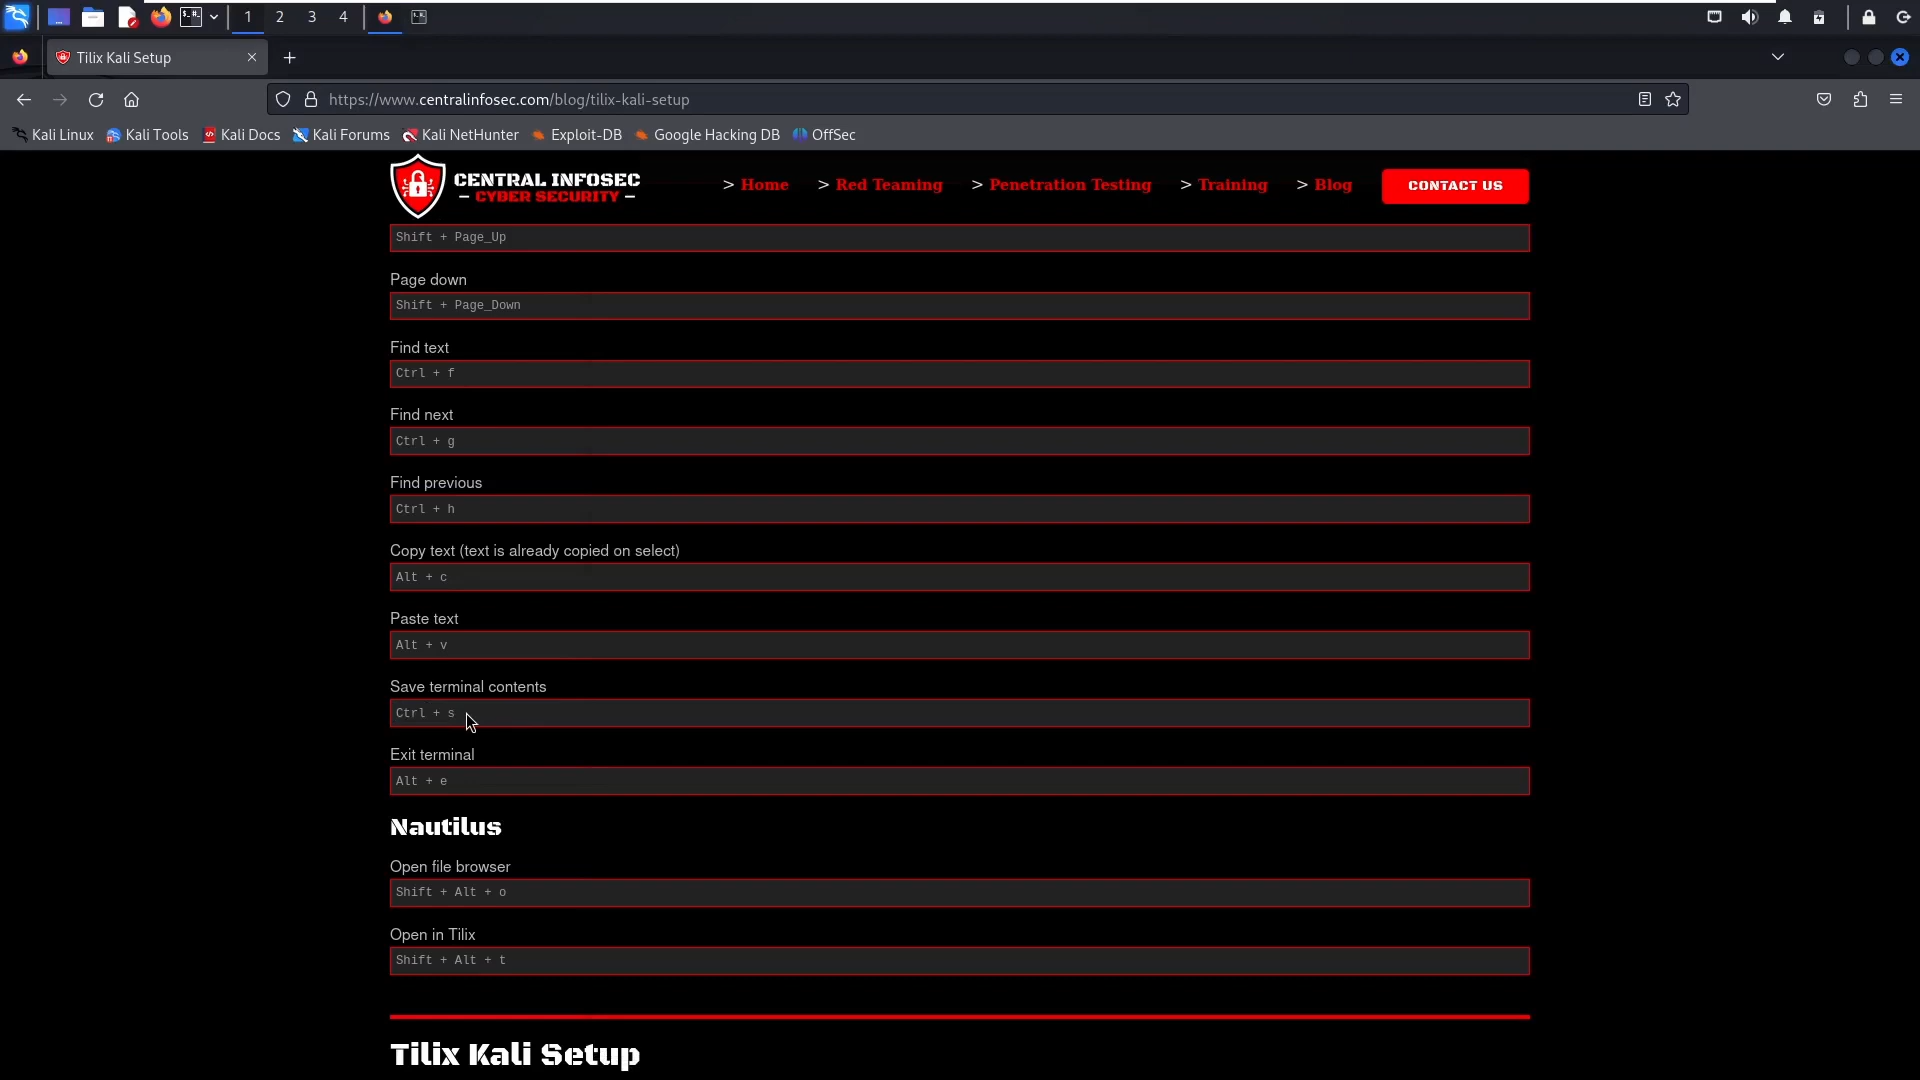 1 2 3 4
Tilix Kali Setup
https://www.centralinfosec.com/blog/tilix-kali-setup
Kali Linux Kali Tools Kali Docs Kali Forums Kali NetHunter Exploit-DB Google Hacking DB OffSec
CENTRAL INFOSEC
— CYBER SECURITY —
> Home > Red Teaming > Penetration Testing > Training > Blog CONTACT US
Shift + Page_Up
Page down
Shift + Page_Down
Find text
Ctrl + f
Find next
Ctrl + g
Find previous
Ctrl + h
Copy text (text is already copied on select)
Alt + c
Paste text
Alt + v
Save terminal contents
Ctrl + s
Exit terminal
Alt + e
Nautilus
Open file browser
Shift + Alt + o
Open in Tilix
Shift + Alt + t
Tilix Kali Setup